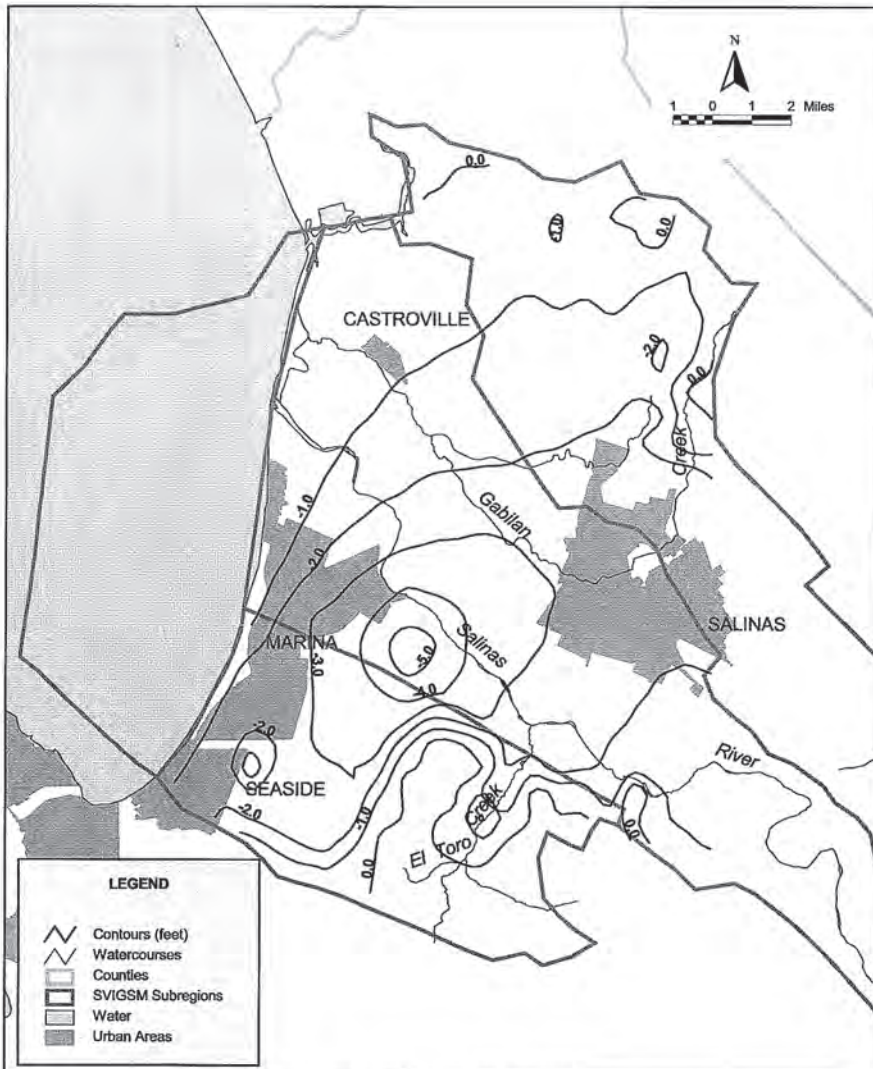 N
1 0 1 2 Miles
0.0
-1.0
0.0
CASTROVILLE
-2.0
0.0
Creek
-1.0
Gabilan
-2.0
MARINA
Salinas
SALINAS
-3.0
-5.0
-4.0
-2.0
SEASIDE
River
-2.0
-1.0
Creek
El Toro
0.0
0.0
LEGEND
Contours (feet)
Watercourses
Counties
SVIGSM Subregions
Water
Urban Areas